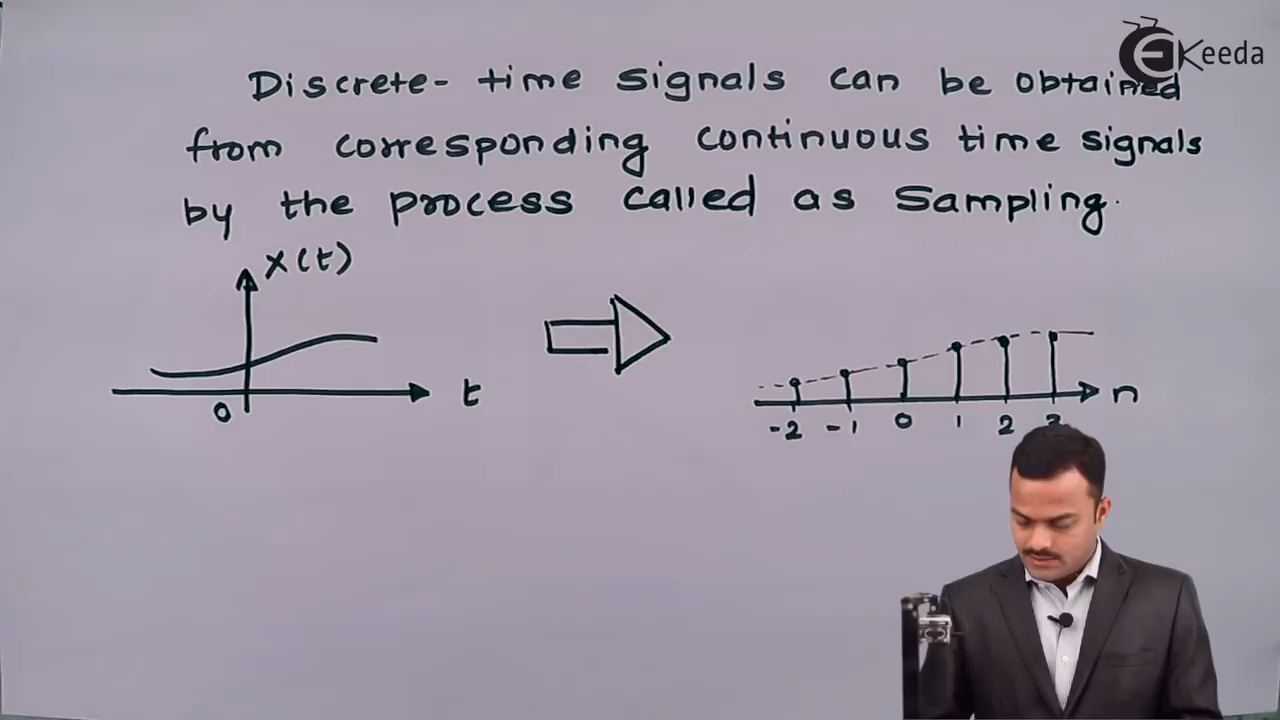 EKeeda
Discrete-time signals can be obtained
from corresponding continuous time signals
by the process called as Sampling.
x(t)
0
t
-2 -1 0 1 2
n